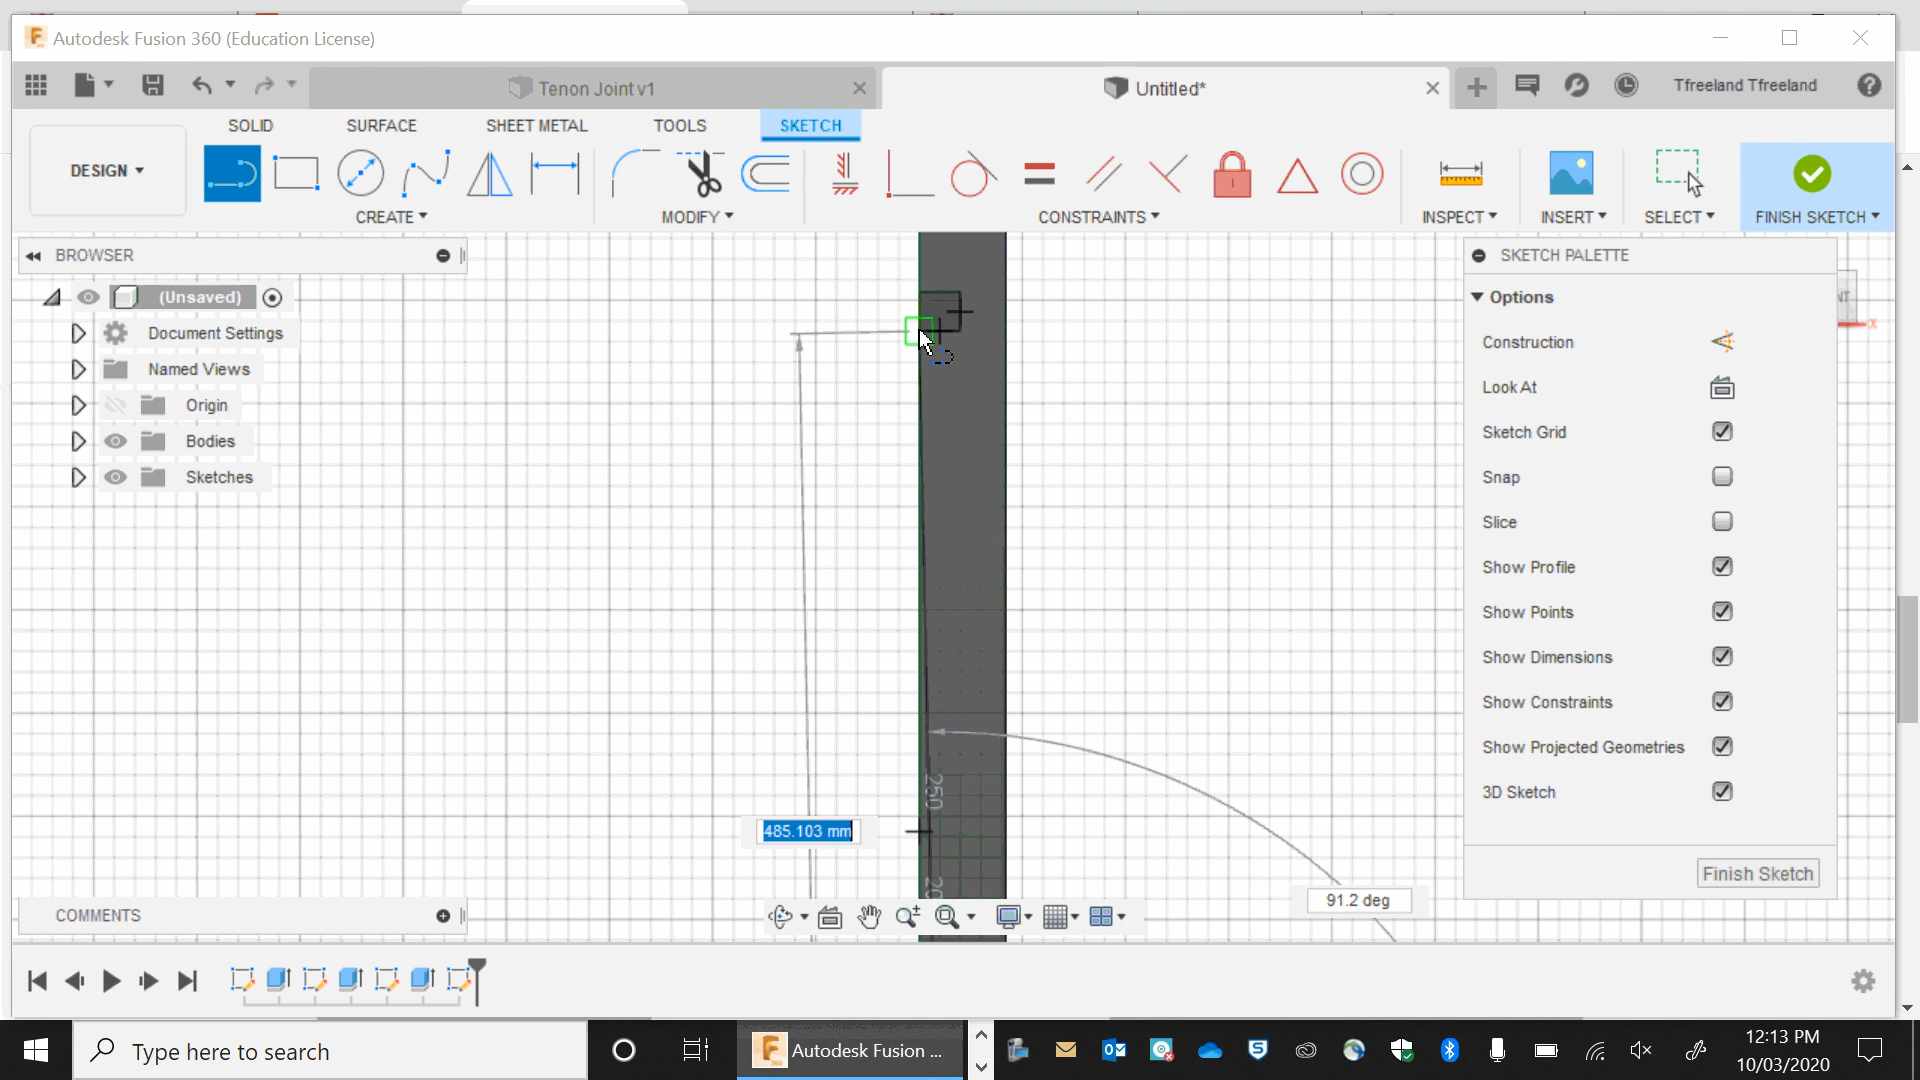 Autodesk Fusion 360 (Education License)
Tenon Joint v1
Untitled*
Tfreeland Tfreeland
SOLID
SURFACE
SHEET METAL
TOOLS
SKETCH
DESIGN
CREATE
MODIFY
CONSTRAINTS
INSPECT
INSERT
SELECT
FINISH SKETCH
BROWSER
(Unsaved)
Document Settings
Named Views
Origin
Bodies
Sketches
SKETCH PALETTE
Options
Construction
Look At
Sketch Grid
Snap
Slice
Show Profile
Show Points
Show Dimensions
Show Constraints
Show Projected Geometries
3D Sketch
Finish Sketch
X
250
485.103 mm
91.2 deg
COMMENTS
Type here to search
Autodesk Fusion ...
12:13 PM
10/03/2020